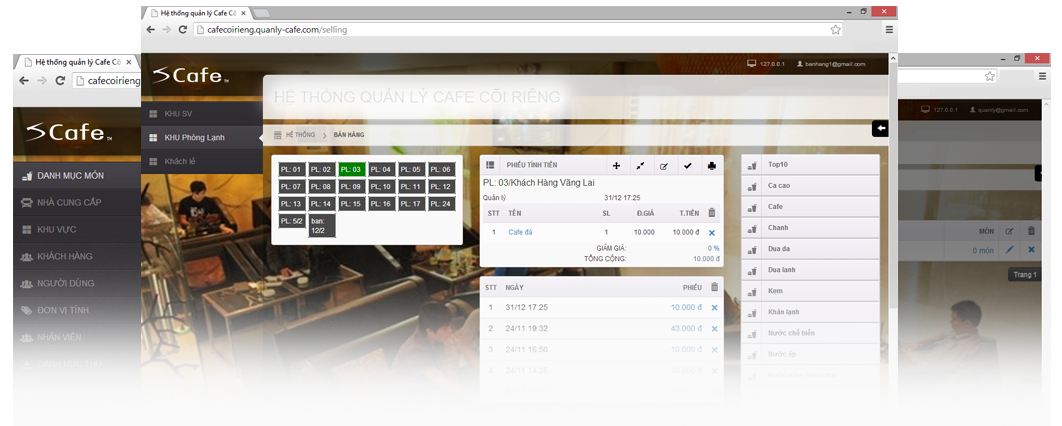 Hệ thống quản lý Cafe Cõi
cafecoirieng.quanly-cafe.com/selling
SCafe™
127.0.0.1
banhang1@gmail.com
HỆ THỐNG QUẢN LÝ CAFE CÕI RIÊNG
KHU SV
KHU Phòng Lạnh
Khách lẻ
HỆ THỐNG
BÁN HÀNG
PL: 01 PL: 02 PL: 03 PL: 04 PL: 05 PL: 06
PL: 07 PL: 08 PL: 09 PL: 10 PL: 11 PL: 12
PL: 13 PL: 14 PL: 15 PL: 16 PL: 17 PL: 24
PL: 5/2 ban: 12/2
PHIẾU TÍNH TIỀN
PL: 03/Khách Hàng Vãng Lai
Quản lý 31/12 17:25
STT TÊN SL Đ.GIÁ T.TIỀN
1 Cafe đá 1 10.000 10.000 đ
GIẢM GIÁ: 0 %
TỔNG CỘNG: 10.000 đ
STT NGÀY PHIẾU
1 31/12 17:25 10.000 đ
2 24/11 19:32 43.000 đ
3 24/11 16:50 10.000 đ
Top10
Ca cao
Cafe
Chanh
Dua da
Dua lanh
Kem
Khăn lạnh
Nước chế biến
Nước ép
Hệ thống quản lý Cafe Cõ
cafecoirieng
SCafe™
DANH MỤC MÓN
NHÀ CUNG CẤP
KHU VỰC
KHÁCH HÀNG
NGƯỜI DÙNG
ĐƠN VỊ TÍNH
NHÂN VIÊN
127.0.0.1
quanly@gmail.com
MÓN
0 món
Trang 1